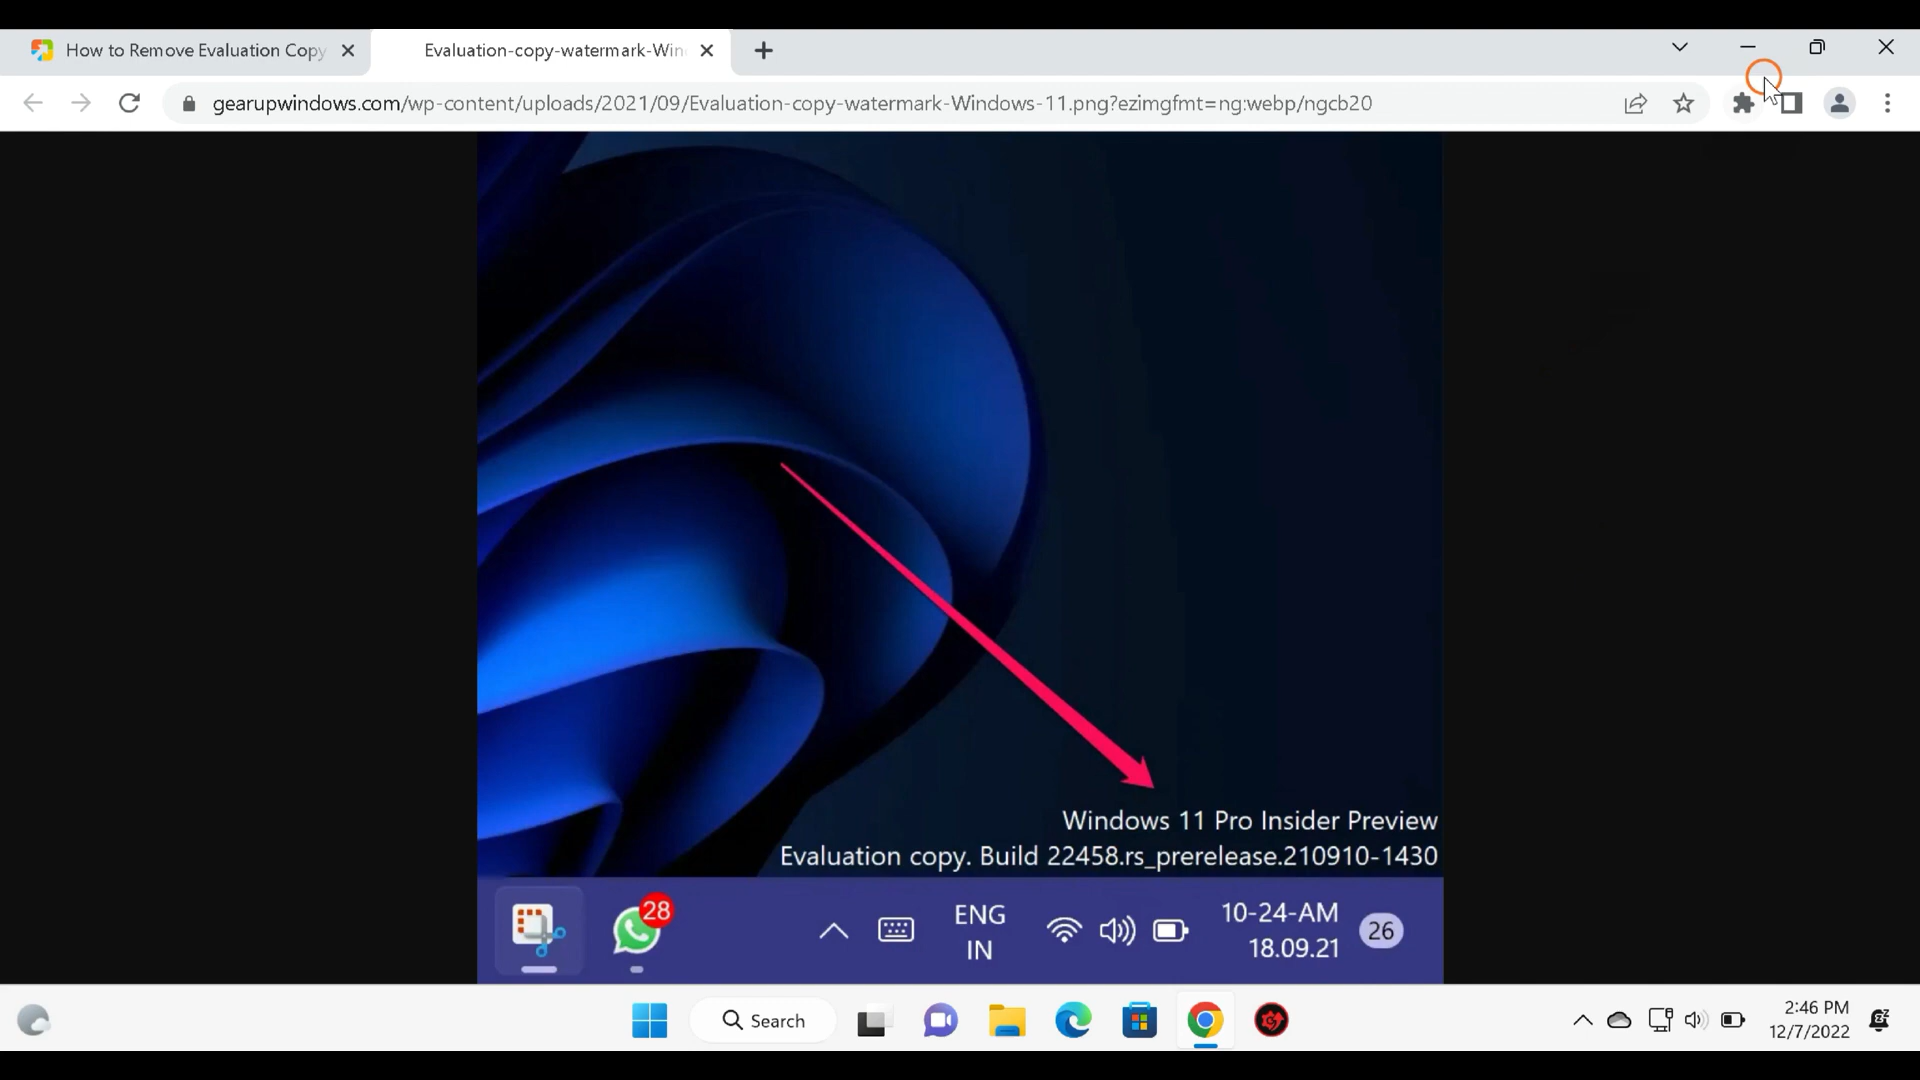 How to Remove Evaluation Copy
Evaluation-copy-watermark-Win
gearupwindows.com/wp-content/uploads/2021/09/Evaluation-copy-watermark-Windows-11.png?ezimgfmt=ng:webp/ngcb20
Windows 11 Pro Insider Preview
Evaluation copy. Build 22458.rs_prerelease.210910-1430
28
ENG
IN
10-24-AM
18.09.21
26
Search
2:46 PM
12/7/2022